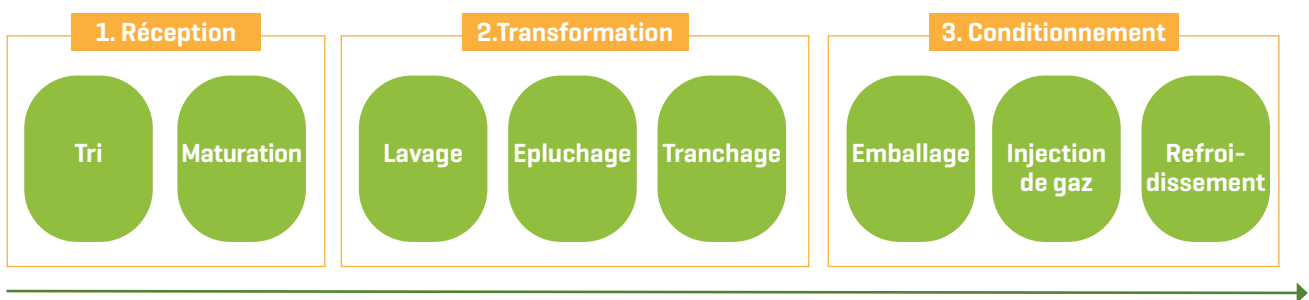 1. Réception
Tri
Maturation
2.Transformation
Lavage
Epluchage
Tranchage
3. Conditionnement
Emballage
Injection
de gaz
Refroi-
dissement